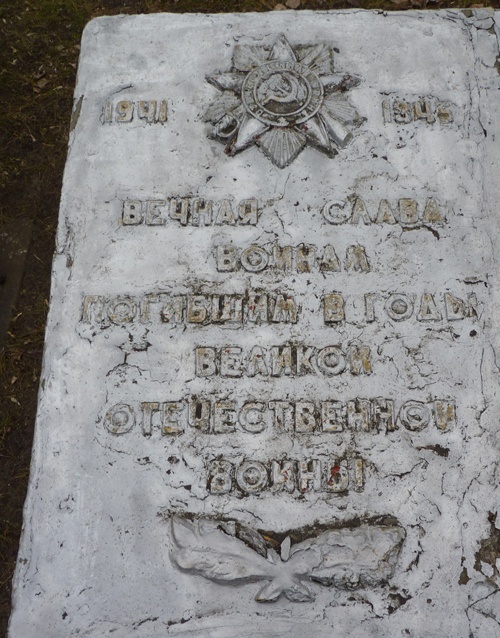 1941 1945
ВЕЧНАЯ СЛАВА
ВОИНАМ
ПОГИБШИМ В ГОДЫ
ВЕЛИКОЙ
ОТЕЧЕСТВЕННОЙ
ВОЙНЫ